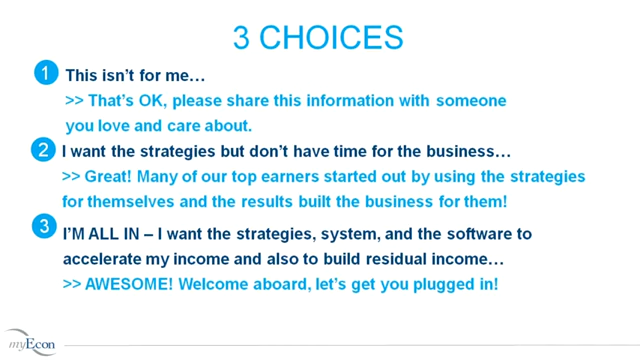 3 CHOICES
1 This isn't for me...
>> That's OK, please share this information with someone
you love and care about.
2 I want the strategies but don't have time for the business...
>> Great! Many of our top earners started out by using the strategies
for themselves and the results built the business for them!
3 I'M ALL IN – I want the strategies, system, and the software to
accelerate my income and also to build residual income...
>> AWESOME! Welcome aboard, let's get you plugged in!
myEcon